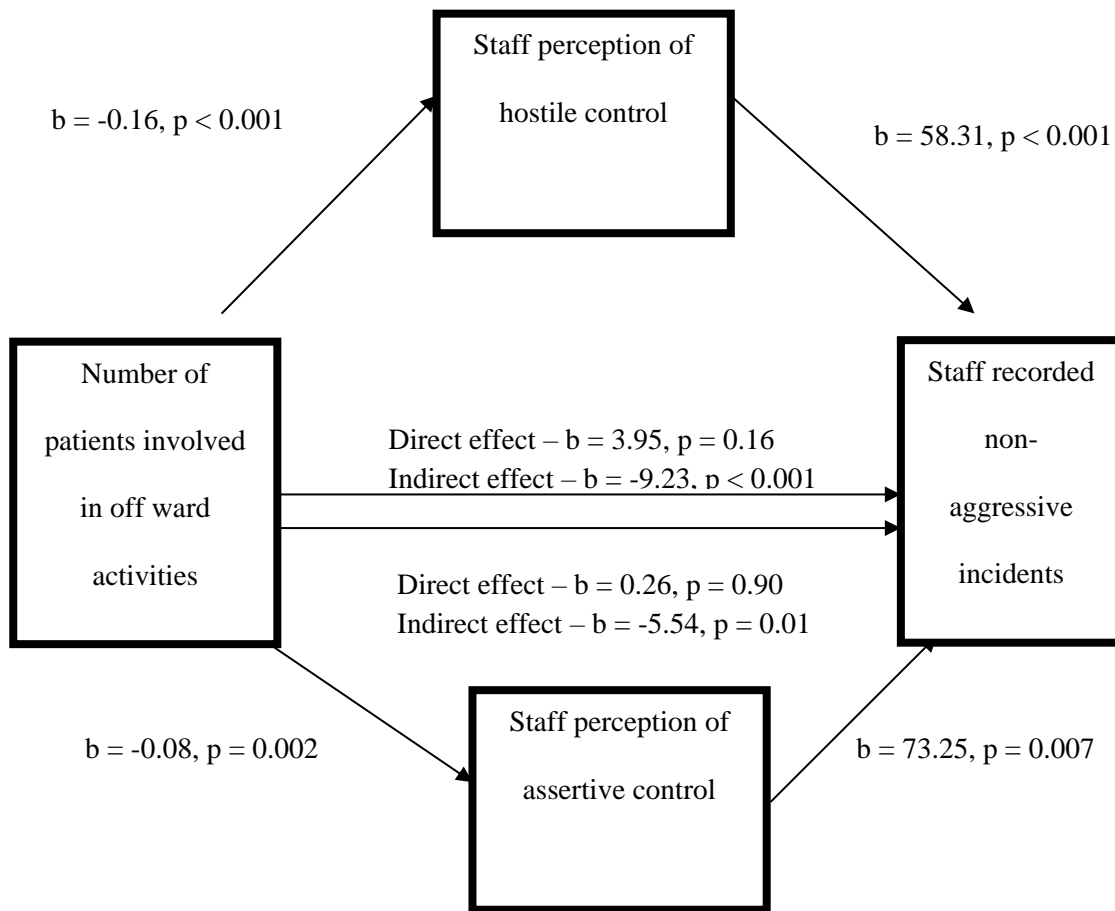 Staff perception of
hostile control
b = -0.16, p < 0.001
b = 58.31, p < 0.001
Number of
patients involved
in off ward
activities
Direct effect – b = 3.95, p = 0.16
Indirect effect – b = -9.23, p < 0.001
Direct effect – b = 0.26, p = 0.90
Indirect effect – b = -5.54, p = 0.01
Staff recorded
non-
aggressive
incidents
b = -0.08, p = 0.002
Staff perception of
assertive control
b = 73.25, p = 0.007